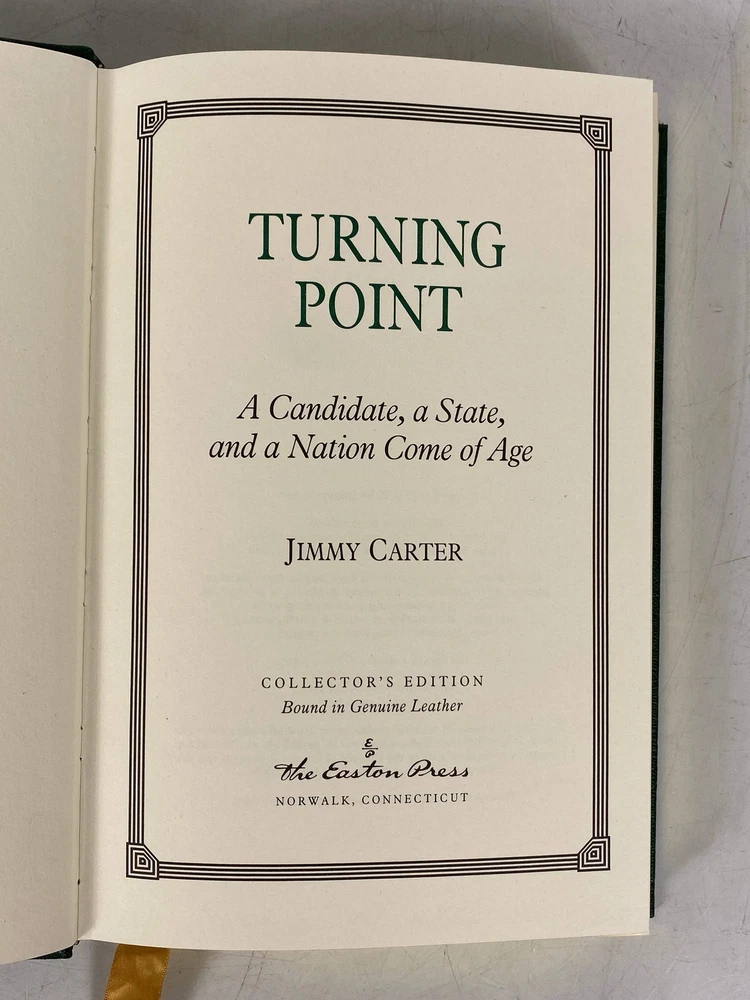 TURNING
POINT
A Candidate, a State,
and a Nation Come of Age
JIMMY CARTER
COLLECTOR'S EDITION
Bound in Genuine Leather
E
P
The Easton Press
NORWALK, CONNECTICUT